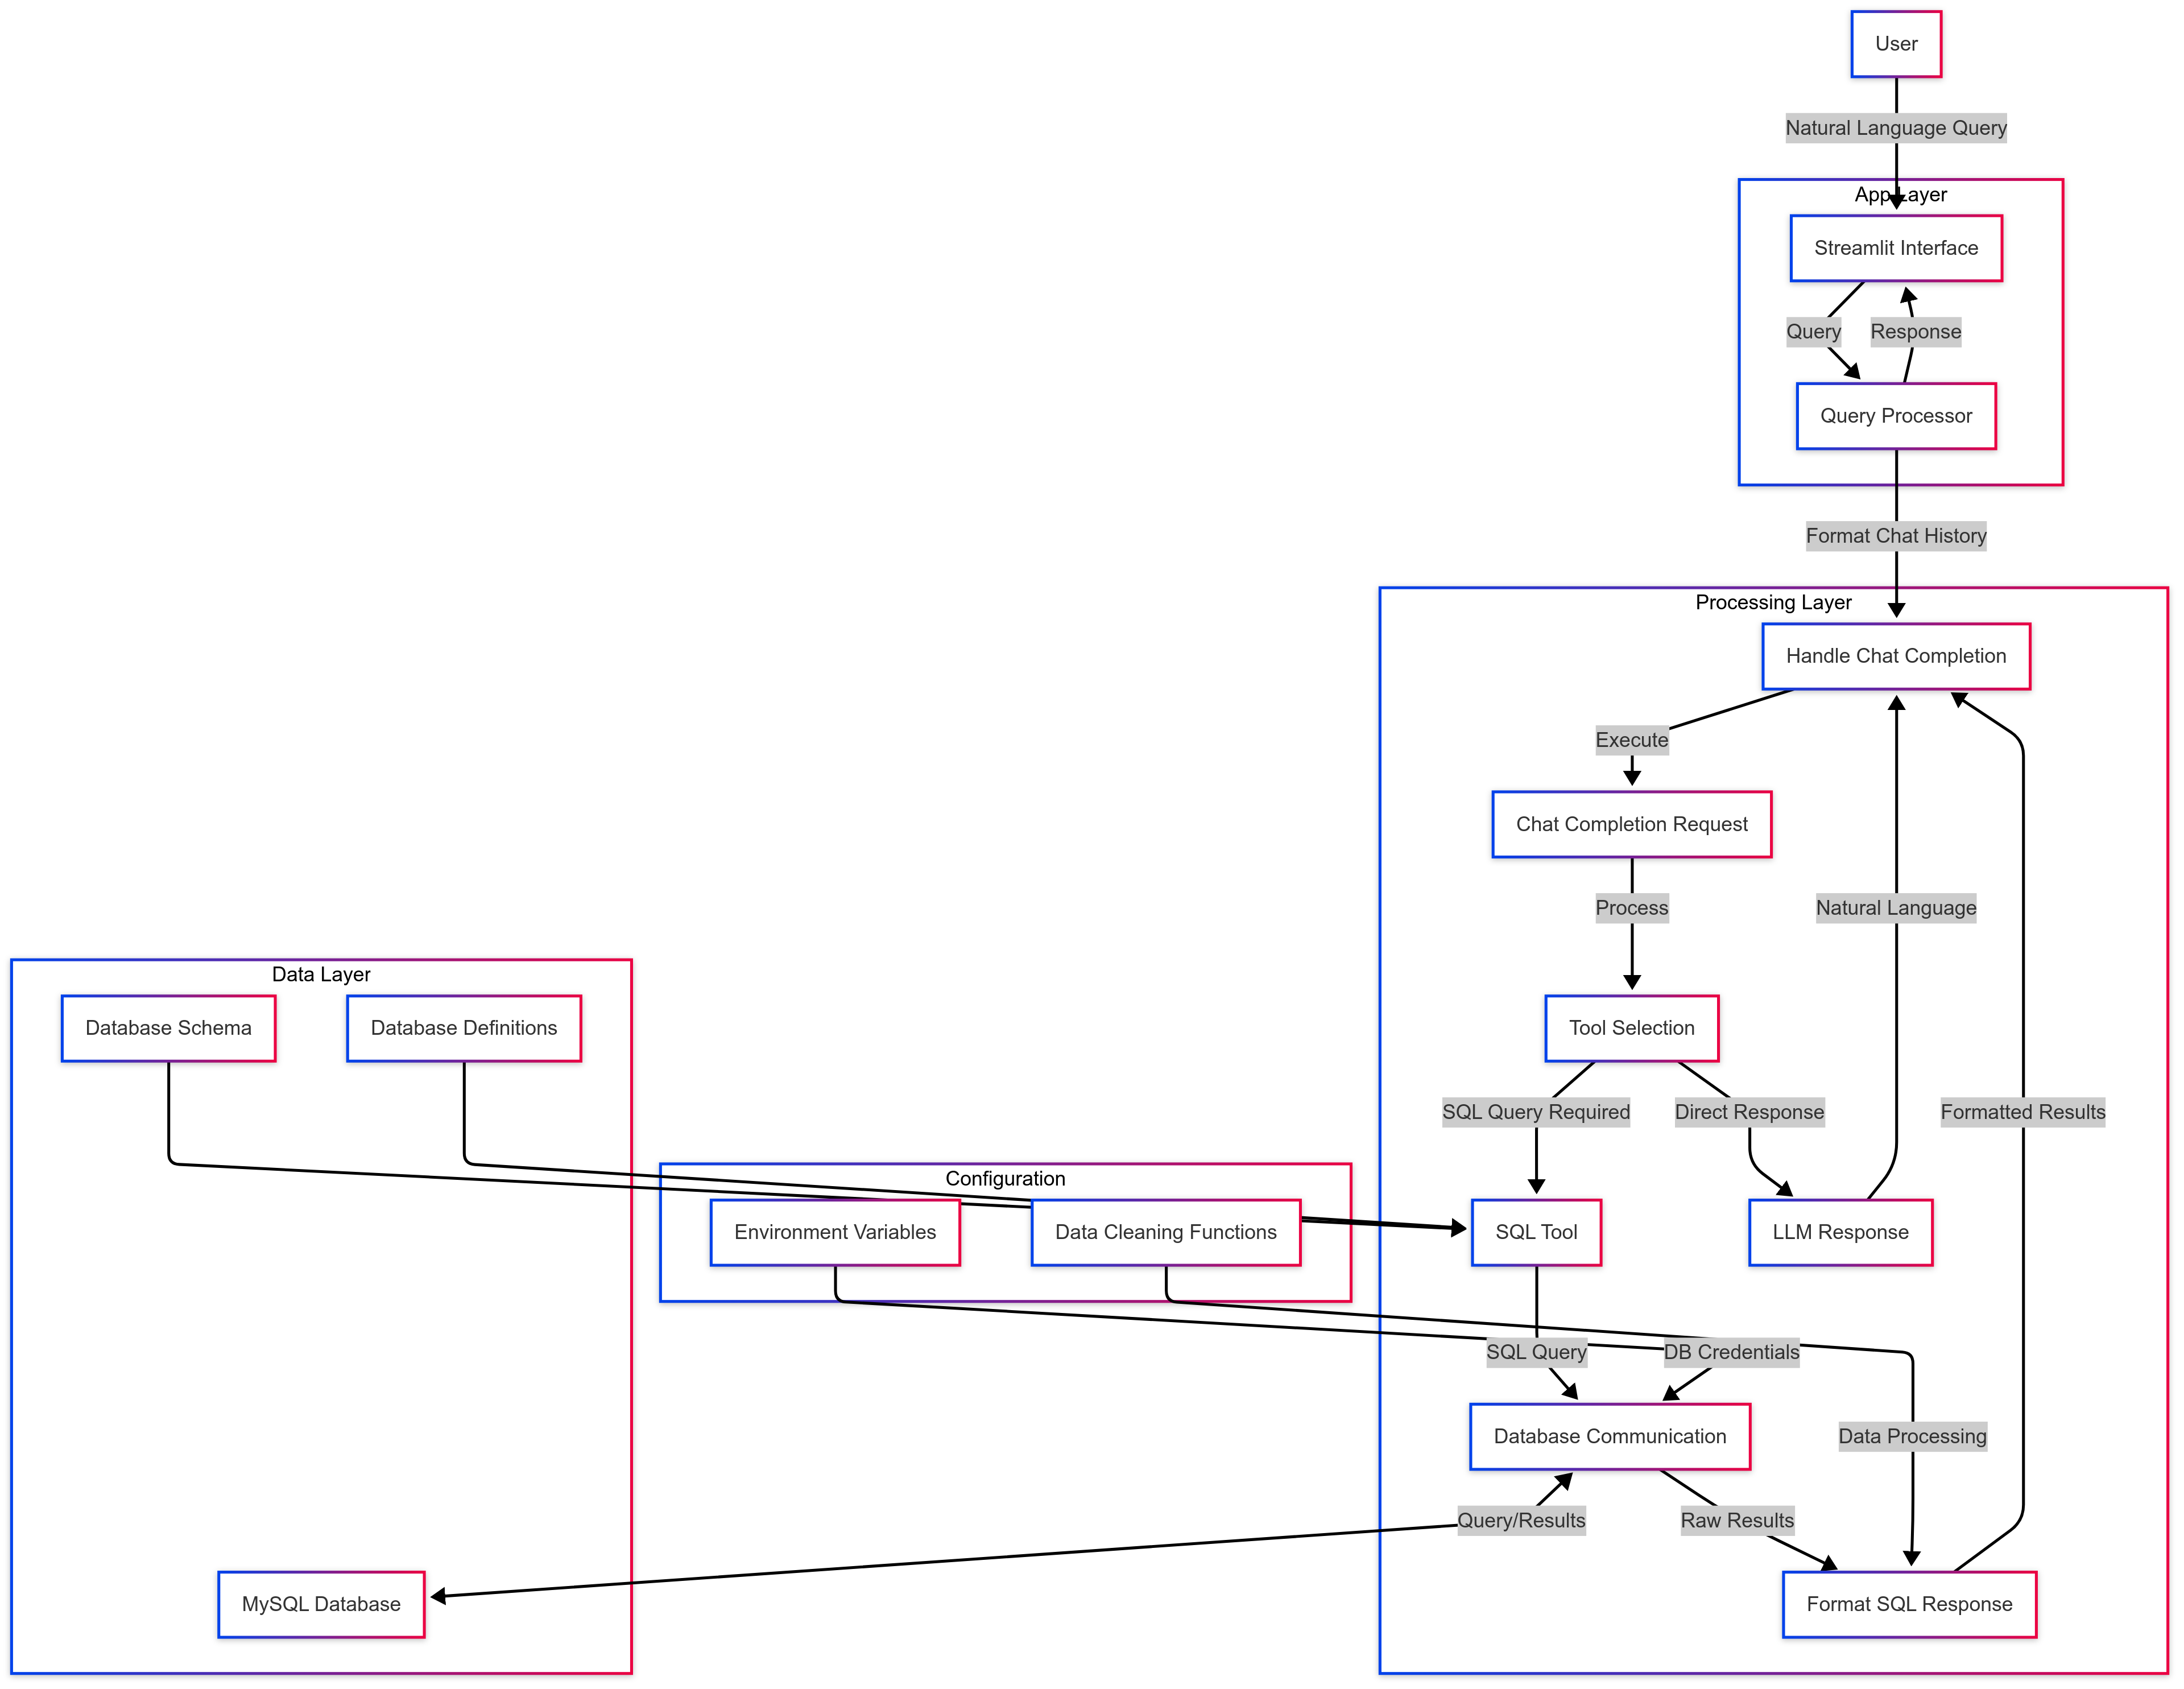 User
Natural Language Query
App Layer
Streamlit Interface
Query
Response
Query Processor
Format Chat History
Processing Layer
Handle Chat Completion
Execute
Chat Completion Request
Process
Natural Language
Data Layer
Database Schema
Database Definitions
Tool Selection
SQL Query Required
Direct Response
Formatted Results
Configuration
Environment Variables
Data Cleaning Functions
SQL Tool
LLM Response
SQL Query
DB Credentials
Database Communication
Data Processing
Query/Results
Raw Results
MySQL Database
Format SQL Response